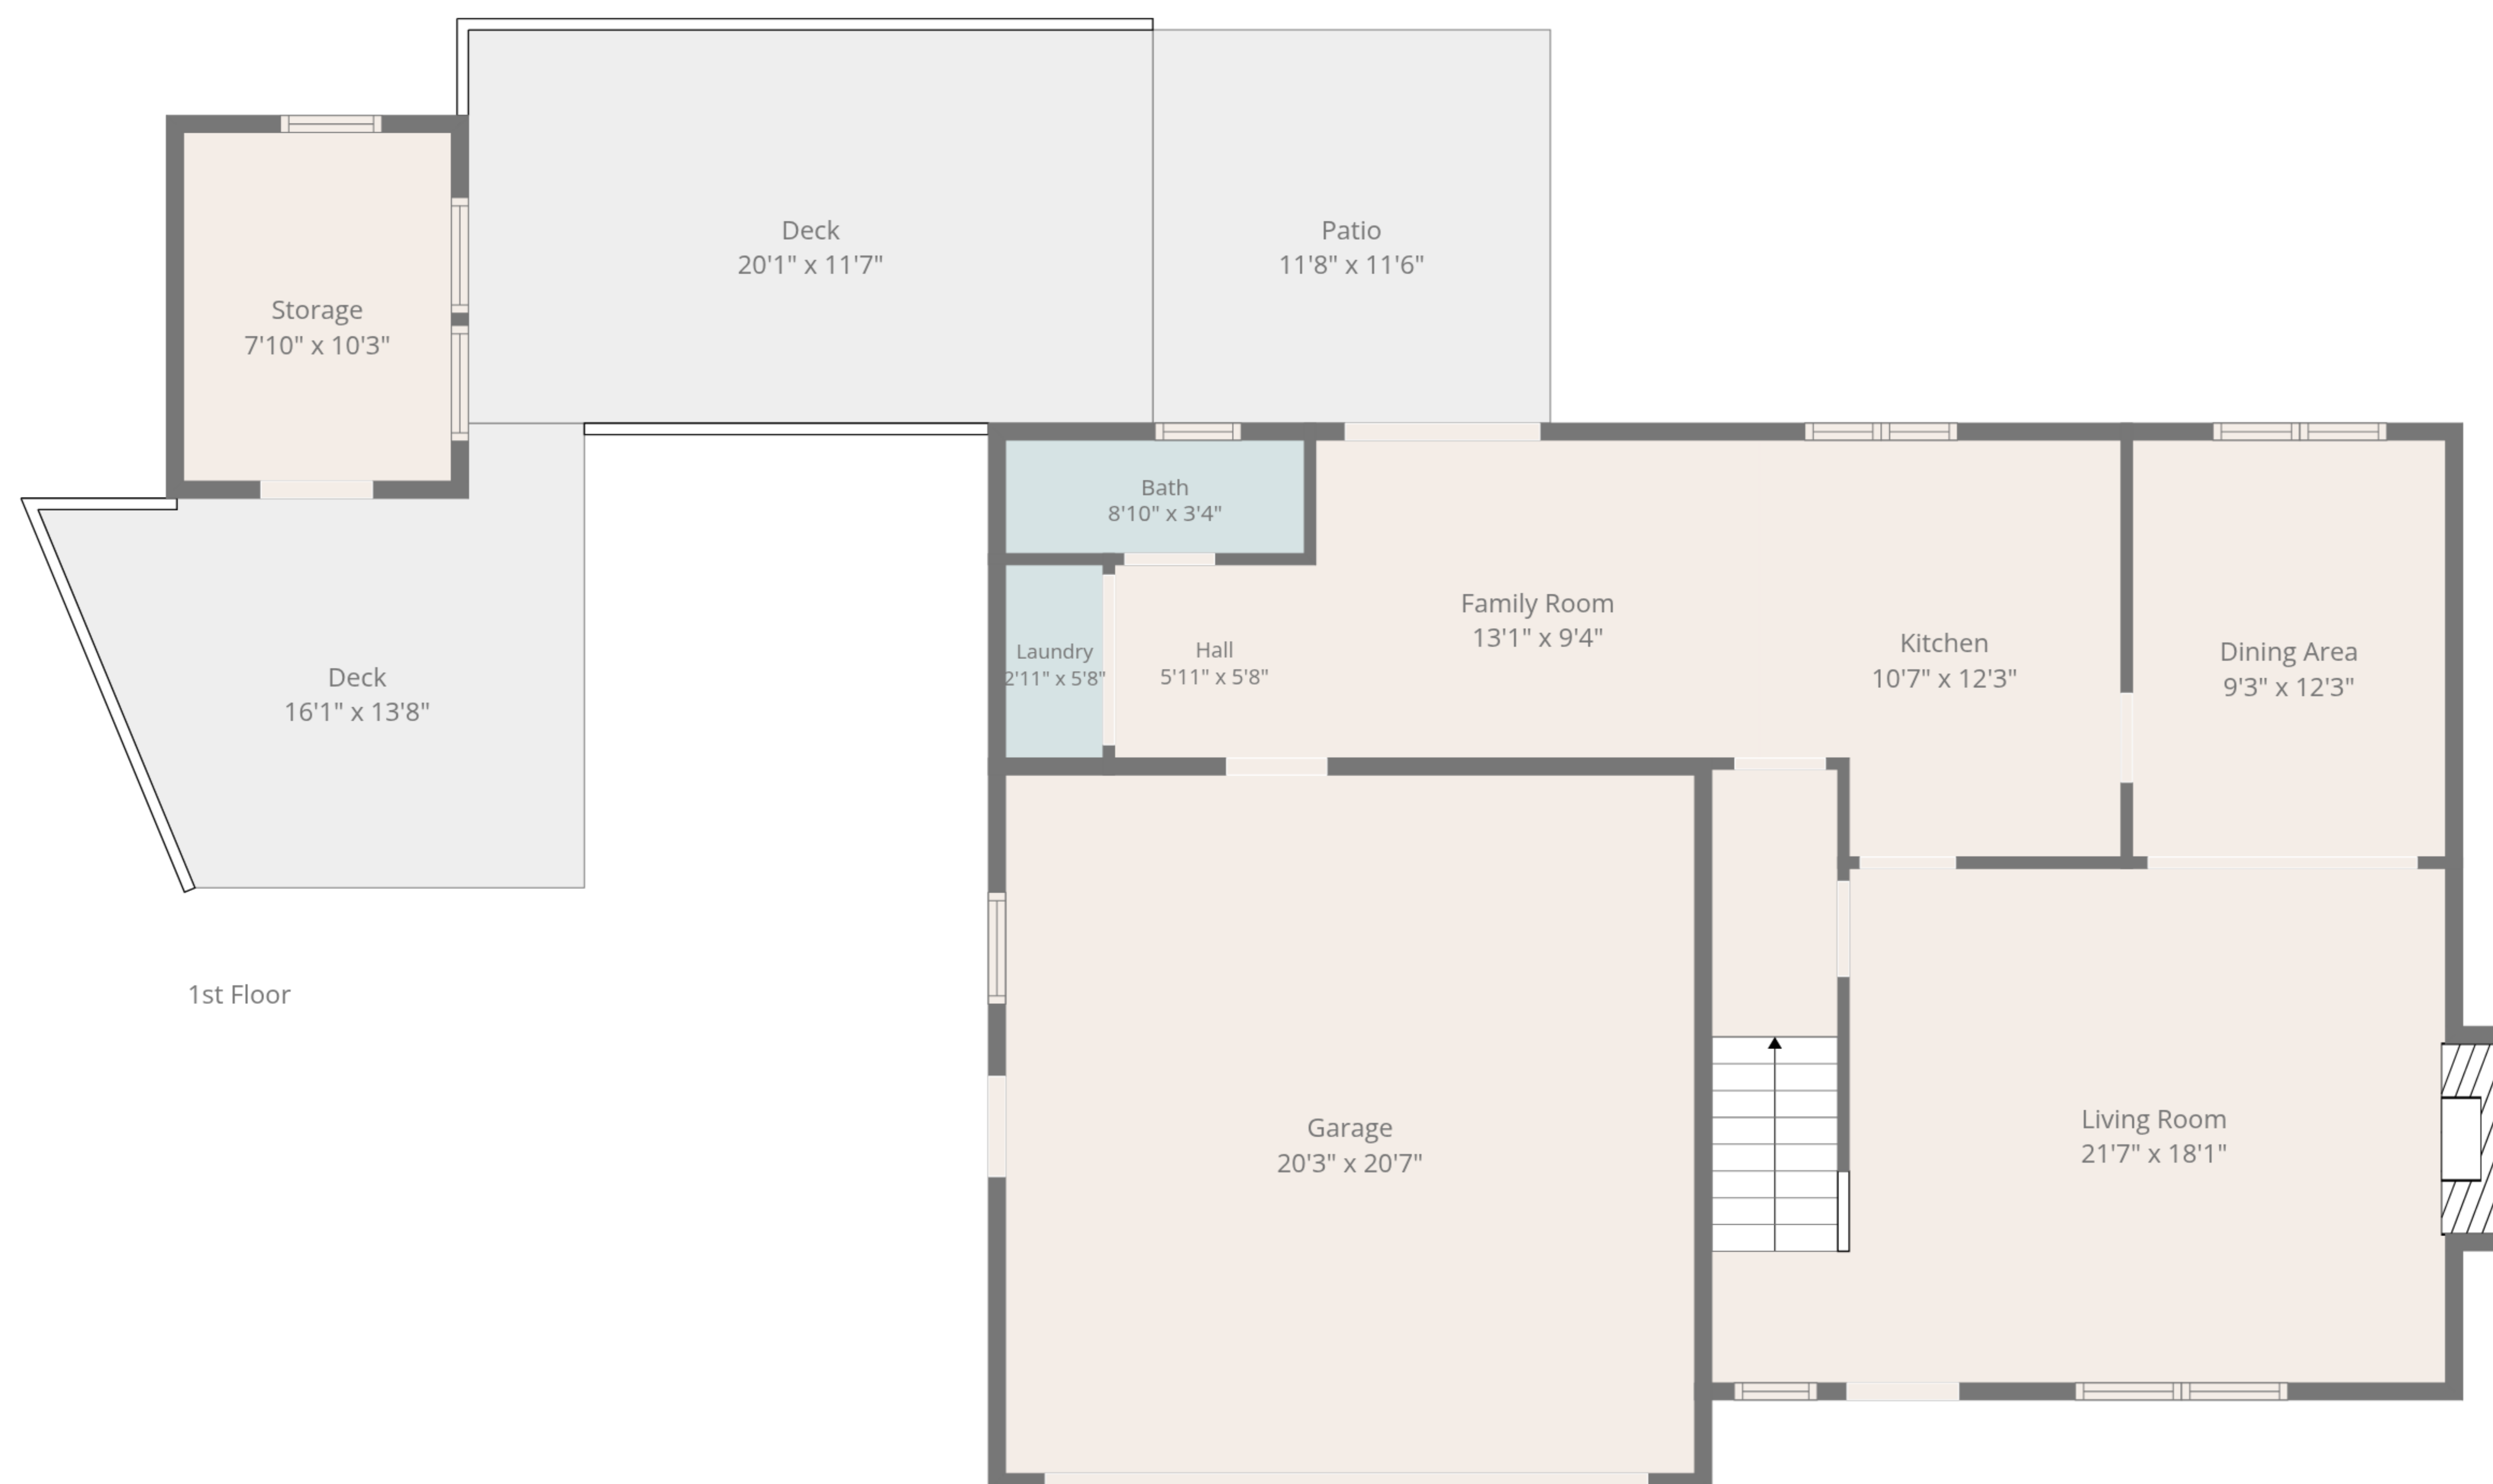 Deck
20'1" x 11'7"
Patio
11'8" x 11'6"
Storage
7'10" x 10'3"
Bath
8'10" x 3'4"
Family Room
13'1" x 9'4"
Kitchen
10'7" x 12'3"
Dining Area
9'3" x 12'3"
Laundry
2'11" x 5'8"
Hall
5'11" x 5'8"
Deck
16'1" x 13'8"
1st Floor
Garage
20'3" x 20'7"
Living Room
21'7" x 18'1"